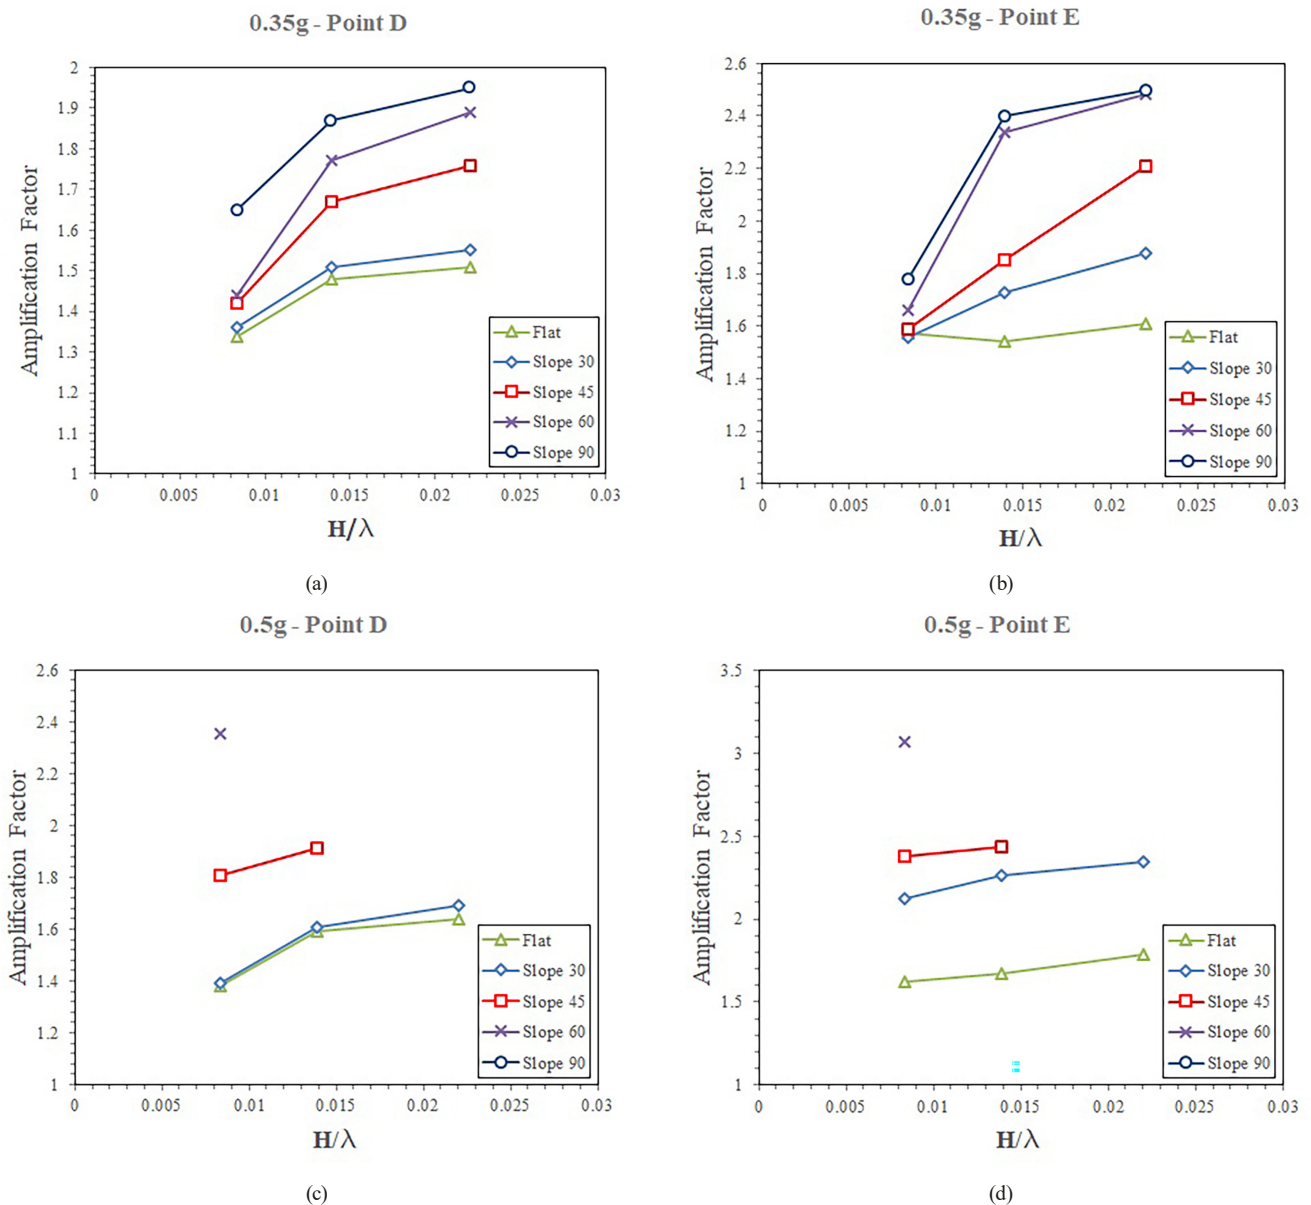 0.35g - Point D
Amplification Factor
2
1.9
1.8
1.7
1.6
1.5
1.4
1.3
1.2
1.1
1
0 0.005 0.01 0.015 0.02 0.025 0.03
H/λ
Flat
Slope 30
Slope 45
Slope 60
Slope 90
(a)
0.35g - Point E
Amplification Factor
2.6
2.4
2.2
2
1.8
1.6
1.4
1.2
1
0 0.005 0.01 0.015 0.02 0.025 0.03
H/λ
Flat
Slope 30
Slope 45
Slope 60
Slope 90
(b)
0.5g - Point D
Amplification Factor
2.6
2.4
2.2
2
1.8
1.6
1.4
1.2
1
0 0.005 0.01 0.015 0.02 0.025 0.03
H/λ
Flat
Slope 30
Slope 45
Slope 60
Slope 90
(c)
0.5g - Point E
Amplification Factor
3.5
3
2.5
2
1.5
1
0 0.005 0.01 0.015 0.02 0.025 0.03
H/λ
Flat
Slope 30
Slope 45
Slope 60
Slope 90
(d)